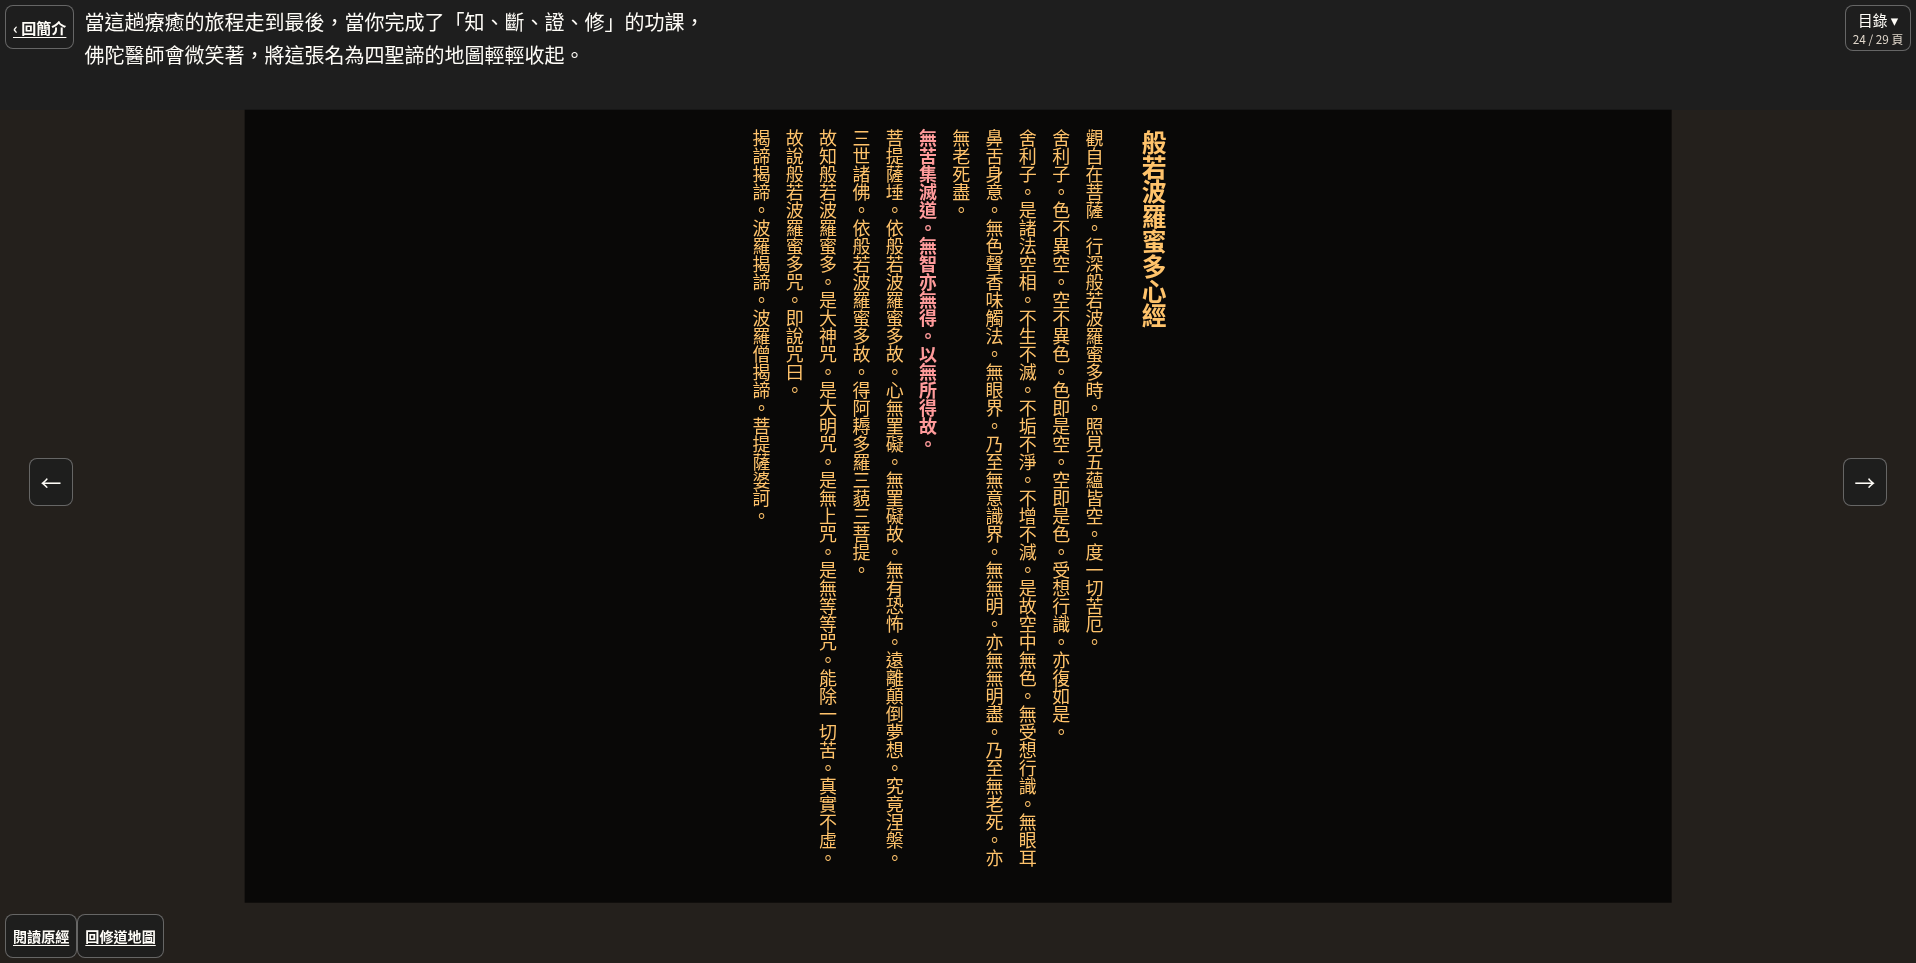 ‹ 回簡介
當這趟療癒的旅程走到最後，當你完成了「知、斷、證、修」的功課，
佛陀醫師會微笑著，將這張名為四聖諦的地圖輕輕收起。
目錄 ▾
24 / 29 頁
般若波羅蜜多心經
觀自在菩薩。行深般若波羅蜜多時。照見五蘊皆空。度一切苦厄。
舍利子。色不異空。空不異色。色即是空。空即是色。受想行識。亦復如是。
舍利子。是諸法空相。不生不滅。不垢不淨。不增不減。是故空中無色。無受想行識。無眼耳
鼻舌身意。無色聲香味觸法。無眼界。乃至無意識界。無無明。亦無無明盡。乃至無老死。亦
無老死盡。
無苦集滅道。無智亦無得。以無所得故。
菩提薩埵。依般若波羅蜜多故。心無罣礙。無罣礙故。無有恐怖。遠離顛倒夢想。究竟涅槃。
三世諸佛。依般若波羅蜜多故。得阿耨多羅三藐三菩提。
故知般若波羅蜜多。是大神咒。是大明咒。是無上咒。是無等等咒。能除一切苦。真實不虛。
故說般若波羅蜜多咒。即說咒曰。
揭諦揭諦。波羅揭諦。波羅僧揭諦。菩提薩婆訶。
←
→
閱讀原經
回修道地圖